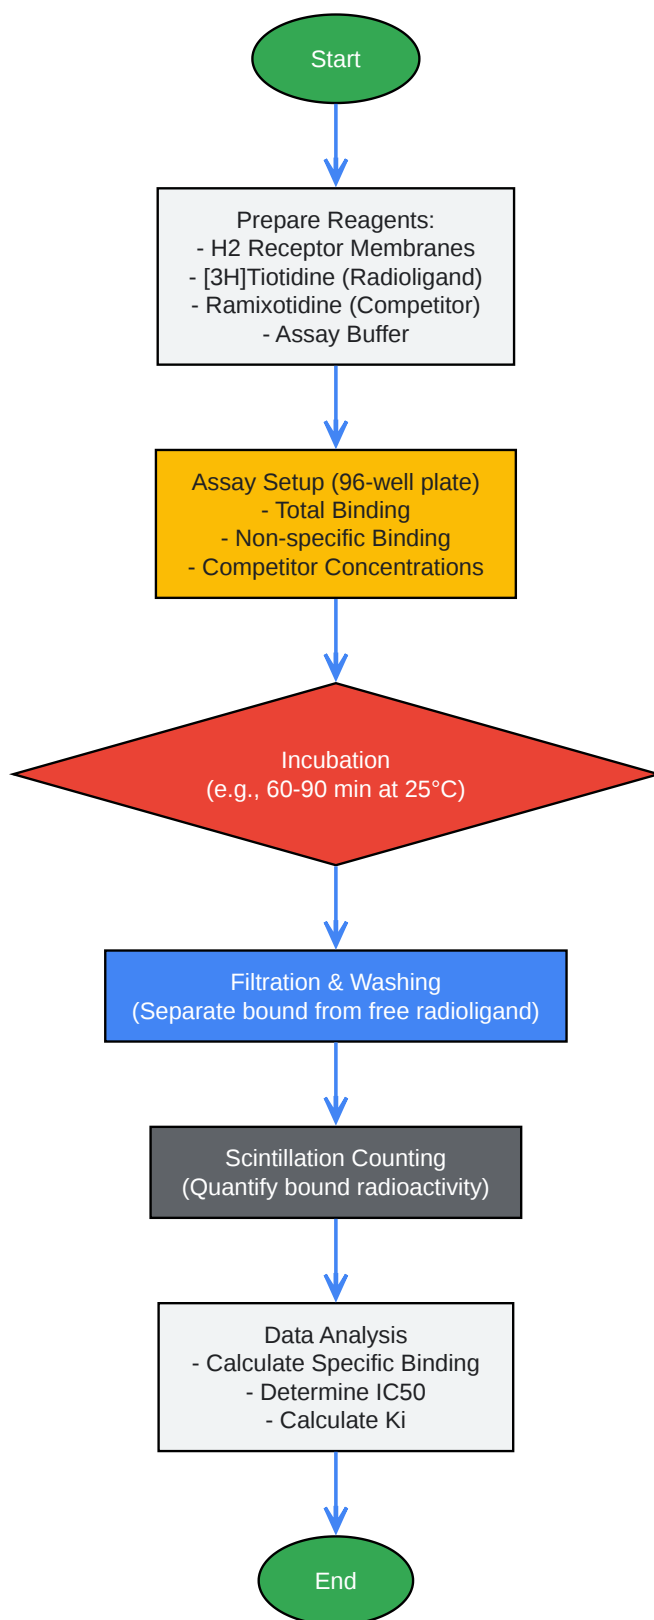 Start
Prepare Reagents:
- H2 Receptor Membranes
- [3H]Tiotidine (Radioligand)
- Ramixotidine (Competitor)
- Assay Buffer
Assay Setup (96-well plate)
- Total Binding
- Non-specific Binding
- Competitor Concentrations
Incubation
(e.g., 60-90 min at 25°C)
Filtration & Washing
(Separate bound from free radioligand)
Scintillation Counting
(Quantify bound radioactivity)
Data Analysis
- Calculate Specific Binding
- Determine IC50
- Calculate Ki
End